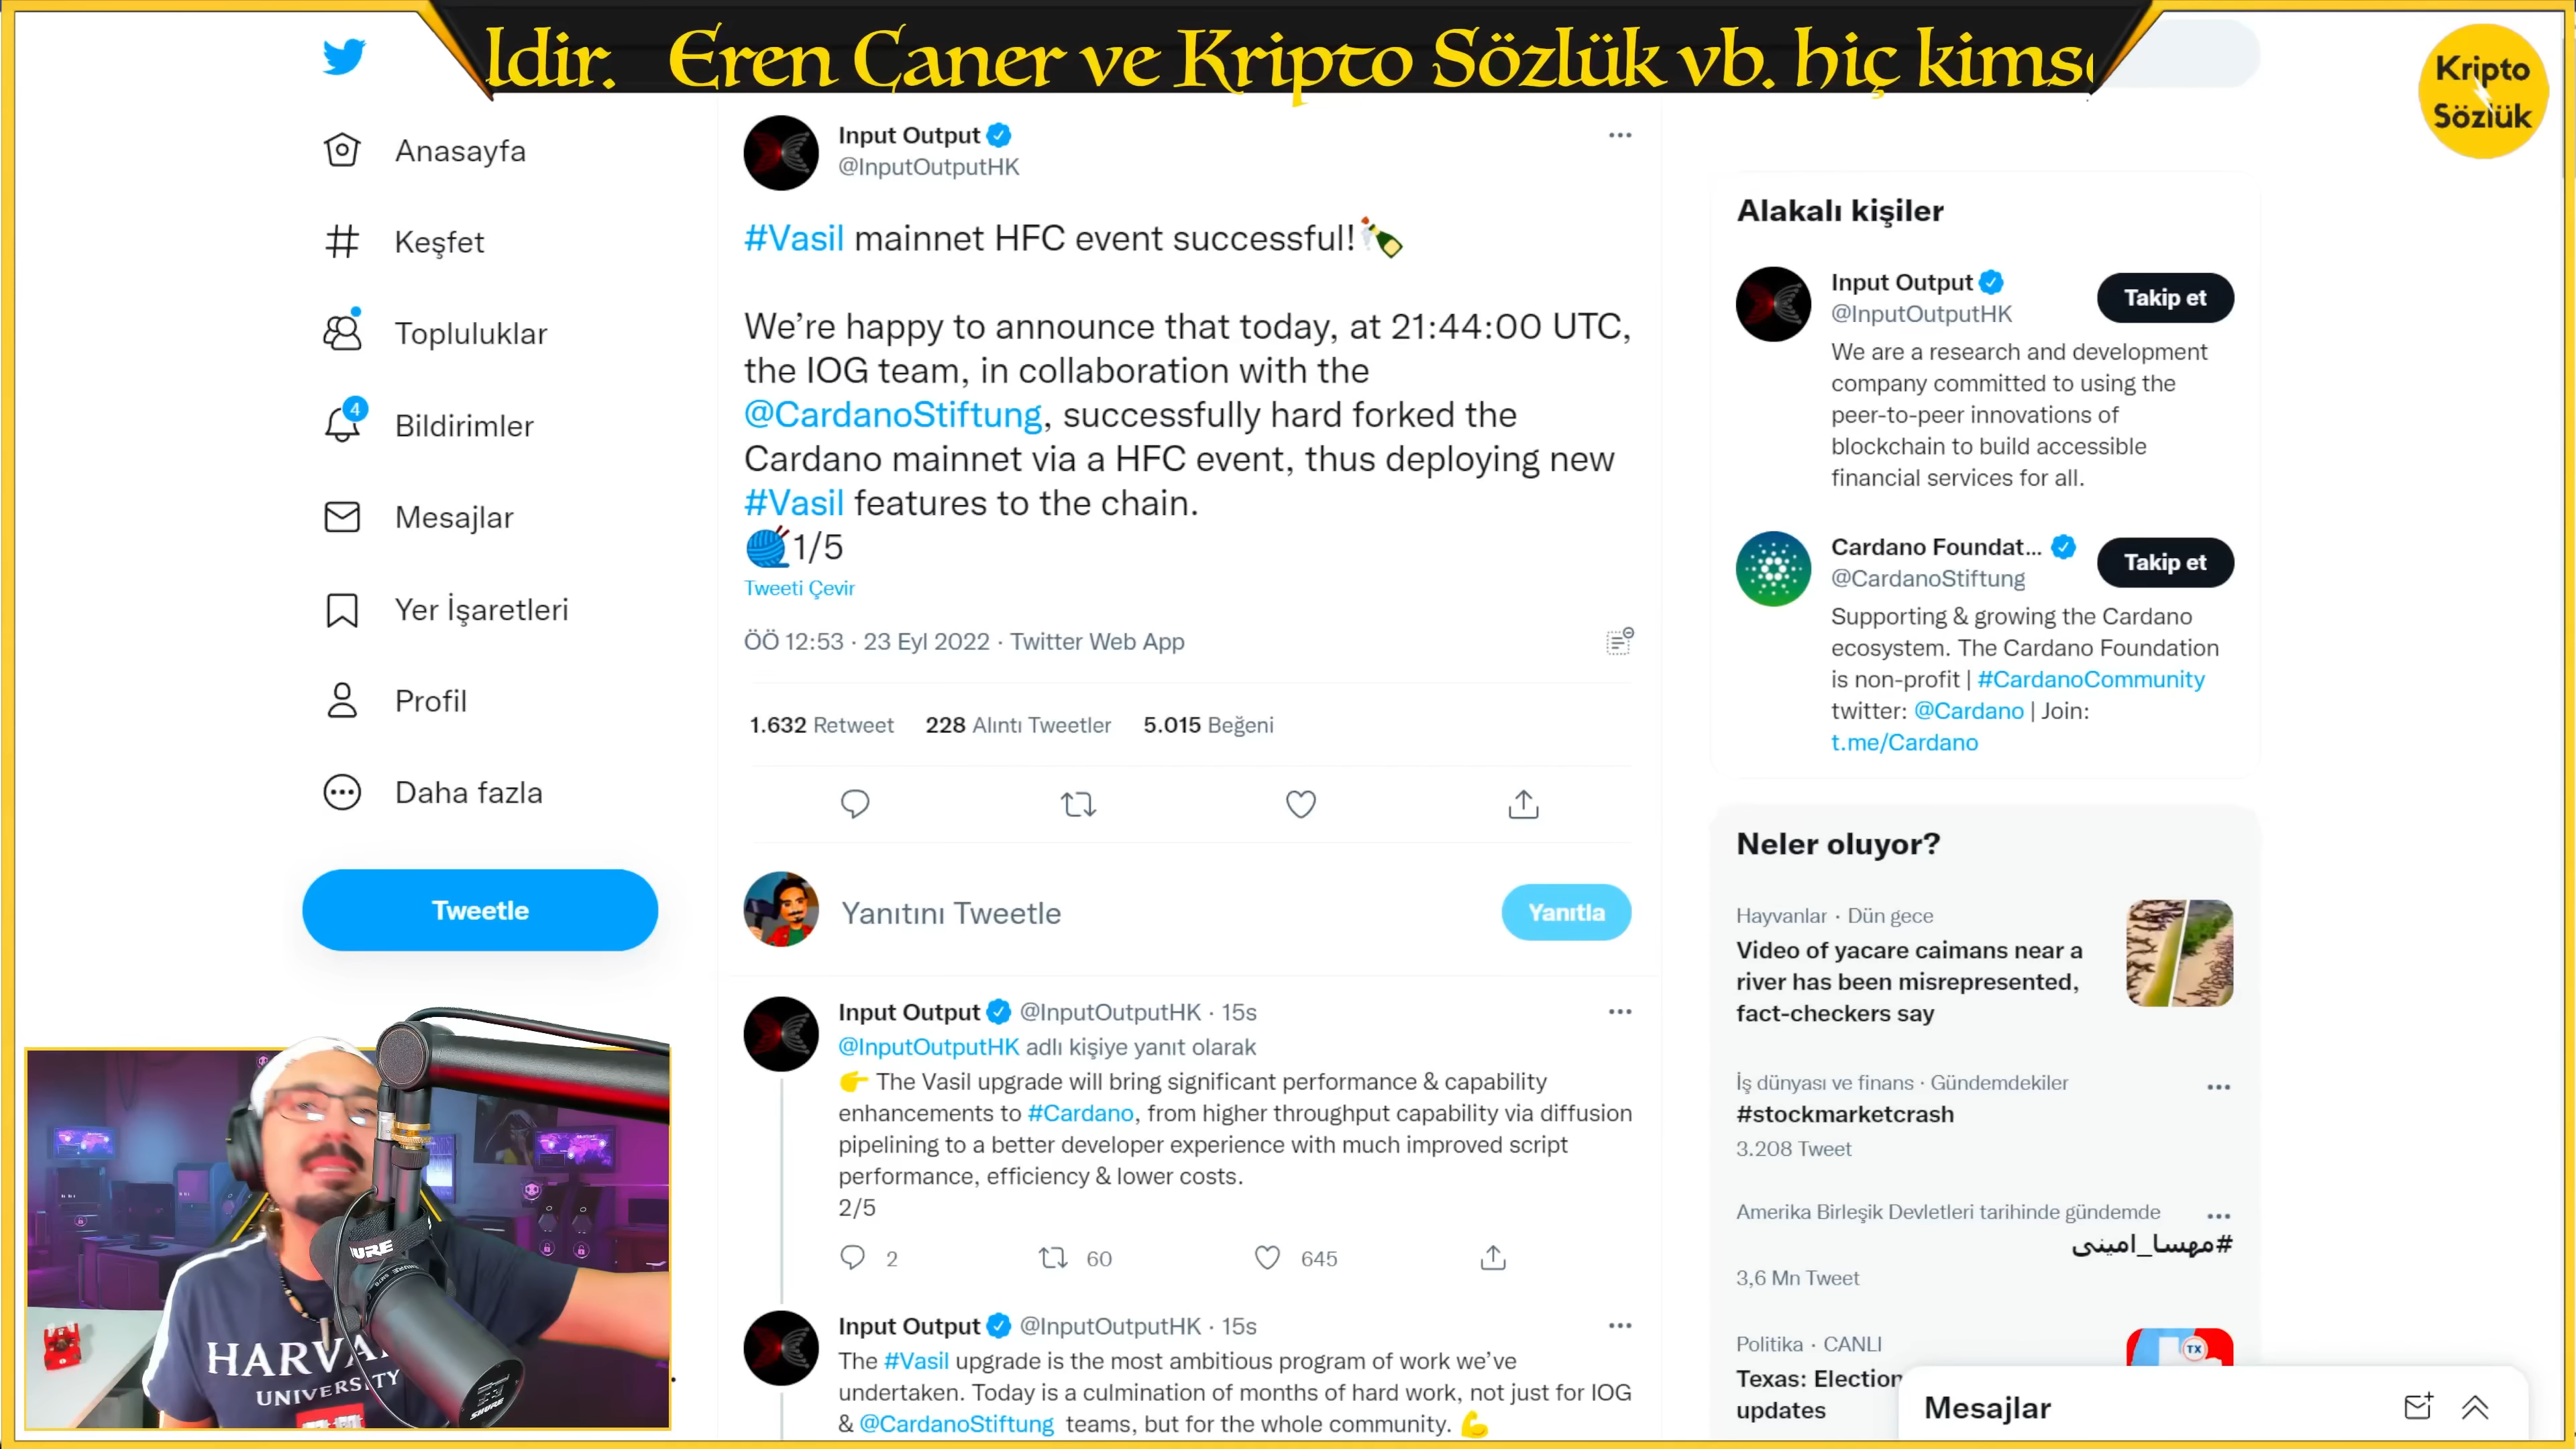 ldir. Eren Caner ve Kripto Sözlük vb. hiç kims
Kripto
Sözlük
Anasayfa
Keşfet
Topluluklar
4
Bildirimler
Mesajlar
Yer İşaretleri
Profil
Daha fazla
Tweetle
HARVA
UNIVERSITY
URE
SHURE
Input Output
@InputOutputHK
#Vasil mainnet HFC event successful!🍾
We're happy to announce that today, at 21:44:00 UTC,
the IOG team, in collaboration with the
@CardanoStiftung, successfully hard forked the
Cardano mainnet via a HFC event, thus deploying new
#Vasil features to the chain.
🧶1/5
Tweeti Çevir
ÖÖ 12:53 · 23 Eyl 2022 · Twitter Web App
1.632 Retweet 228 Alıntı Tweetler 5.015 Beğeni
Yanıtını Tweetle
Yanıtla
Input Output @InputOutputHK · 15s
@InputOutputHK adlı kişiye yanıt olarak
👉 The Vasil upgrade will bring significant performance & capability
enhancements to #Cardano, from higher throughput capability via diffusion
pipelining to a better developer experience with much improved script
performance, efficiency & lower costs.
2/5
2 60 645
Input Output @InputOutputHK · 15s
The #Vasil upgrade is the most ambitious program of work we've
undertaken. Today is a culmination of months of hard work, not just for IOG
& @CardanoStiftung teams, but for the whole community. 💪
Alakalı kişiler
Input Output
@InputOutputHK
Takip et
We are a research and development
company committed to using the
peer-to-peer innovations of
blockchain to build accessible
financial services for all.
Cardano Foundat...
@CardanoStiftung
Takip et
Supporting & growing the Cardano
ecosystem. The Cardano Foundation
is non-profit | #CardanoCommunity
twitter: @Cardano | Join:
t.me/Cardano
Neler oluyor?
Hayvanlar · Dün gece
Video of yacare caimans near a
river has been misrepresented,
fact-checkers say
İş dünyası ve finans · Gündemdekiler
#stockmarketcrash
3.208 Tweet
Amerika Birleşik Devletleri tarihinde gündemde
#مهسا_امینی
3,6 Mn Tweet
Politika · CANLI
TX
Texas: Election
updates
Mesajlar